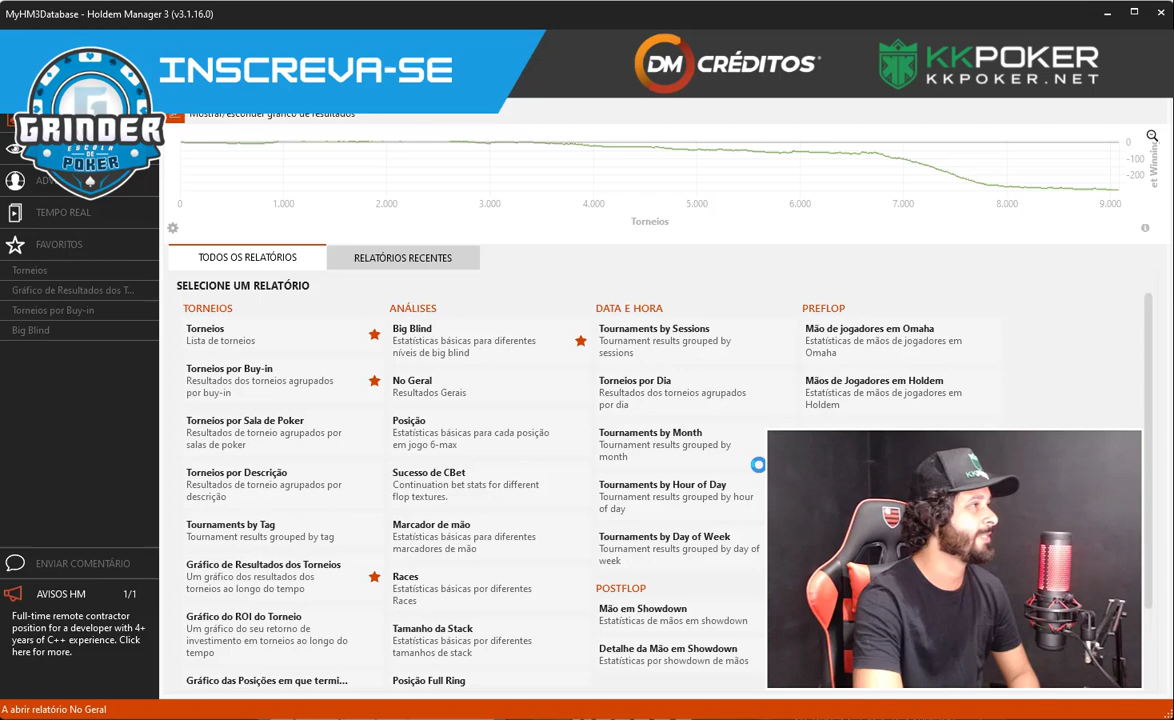 MyHM3Database - Holdem Manager 3 (v3.1.16.0)
INSCREVA-SE
DM CRÉDITOS
KKPOKER
KKPOKER.NET
GRINDER
ESCOLA
DE
POKER
Mostrar/esconder gráfico de resultados
0
-100
-200
et Winning
0
1.000
2.000
3.000
4.000
5.000
6.000
7.000
8.000
9.000
Torneios
TEMPO REAL
FAVORITOS
Torneios
Gráfico de Resultados dos T...
Torneios por Buy-in
Big Blind
ENVIAR COMENTÁRIO
AVISOS HM 1/1
Full-time remote contractor
position for a developer with 4+
years of C++ experience. Click
here for more.
TODOS OS RELATÓRIOS
RELATÓRIOS RECENTES
SELECIONE UM RELATÓRIO
TORNEIOS
Torneios
Lista de torneios
Torneios por Buy-in
Resultados dos torneios agrupados
por buy-in
Torneios por Sala de Poker
Resultados de torneio agrupados por
salas de poker
Torneios por Descrição
Resultados de torneio agrupados por
descrição
Tournaments by Tag
Tournament results grouped by tag
Gráfico de Resultados dos Torneios
Um gráfico dos resultados dos
torneios ao longo do tempo
Gráfico do ROI do Torneio
Um gráfico do seu retorno de
investimento em torneios ao longo do
tempo
Gráfico das Posições em que termi...
ANÁLISES
Big Blind
Estatísticas básicas para diferentes
níveis de big blind
No Geral
Resultados Gerais
Posição
Estatísticas básicas para cada posição
em jogo 6-max
Sucesso de CBet
Continuation bet stats for different
flop textures.
Marcador de mão
Estatísticas básicas para diferentes
marcadores de mão
Races
Estatísticas básicas por diferentes
Races
Tamanho da Stack
Estatísticas básicas por diferentes
tamanhos de stack
Posição Full Ring
DATA E HORA
Tournaments by Sessions
Tournament results grouped by
sessions
Torneios por Dia
Resultados dos torneios agrupados
por dia
Tournaments by Month
Tournament results grouped by
month
Tournaments by Hour of Day
Tournament results grouped by hour
of day
Tournaments by Day of Week
Tournament results grouped by day of
week
POSTFLOP
Mão em Showdown
Estatísticas de mãos em showdown
Detalhe da Mão em Showdown
Estatísticas por showdown de mãos
PREFLOP
Mão de jogadores em Omaha
Estatísticas de mãos de jogadores em
Omaha
Mãos de Jogadores em Holdem
Estatísticas de mãos de jogadores em
Holdem
A abrir relatório No Geral